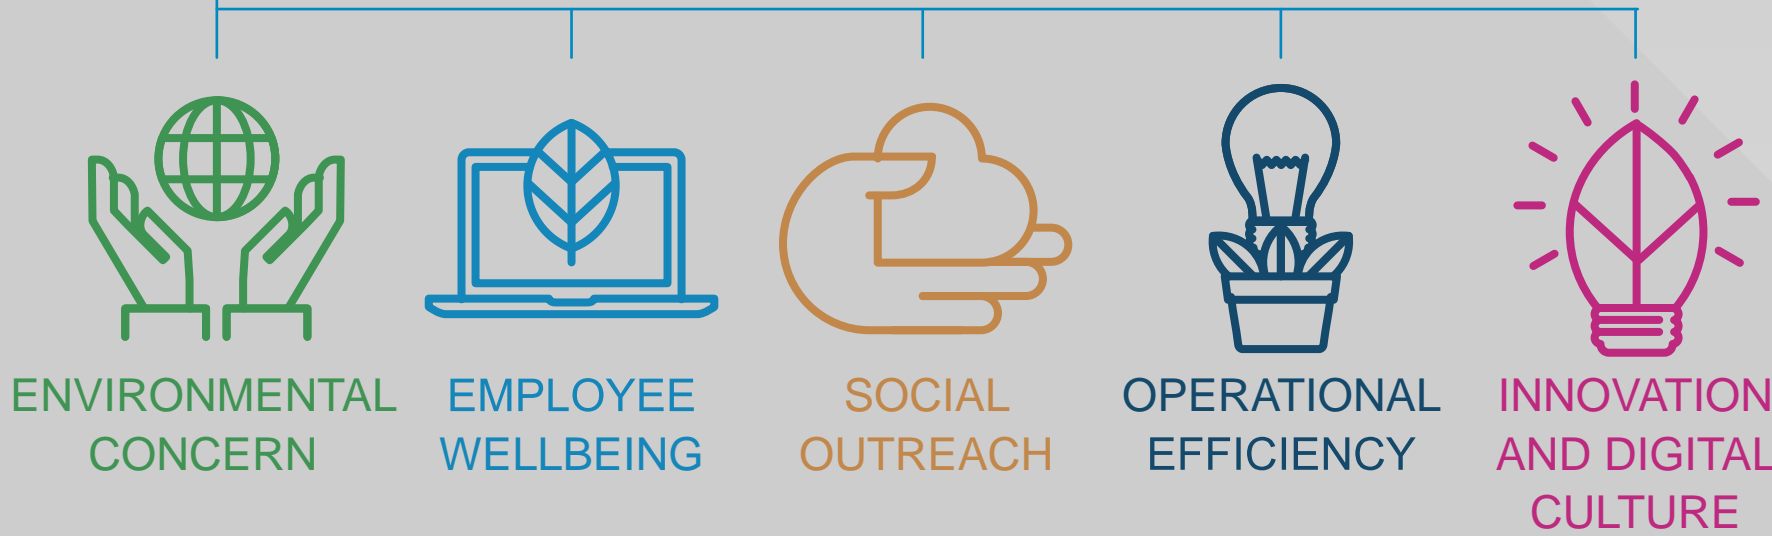 ENVIRONMENTAL
CONCERN
EMPLOYEE
WELLBEING
SOCIAL
OUTREACH
OPERATIONAL
EFFICIENCY
INNOVATION
AND DIGITAL
CULTURE